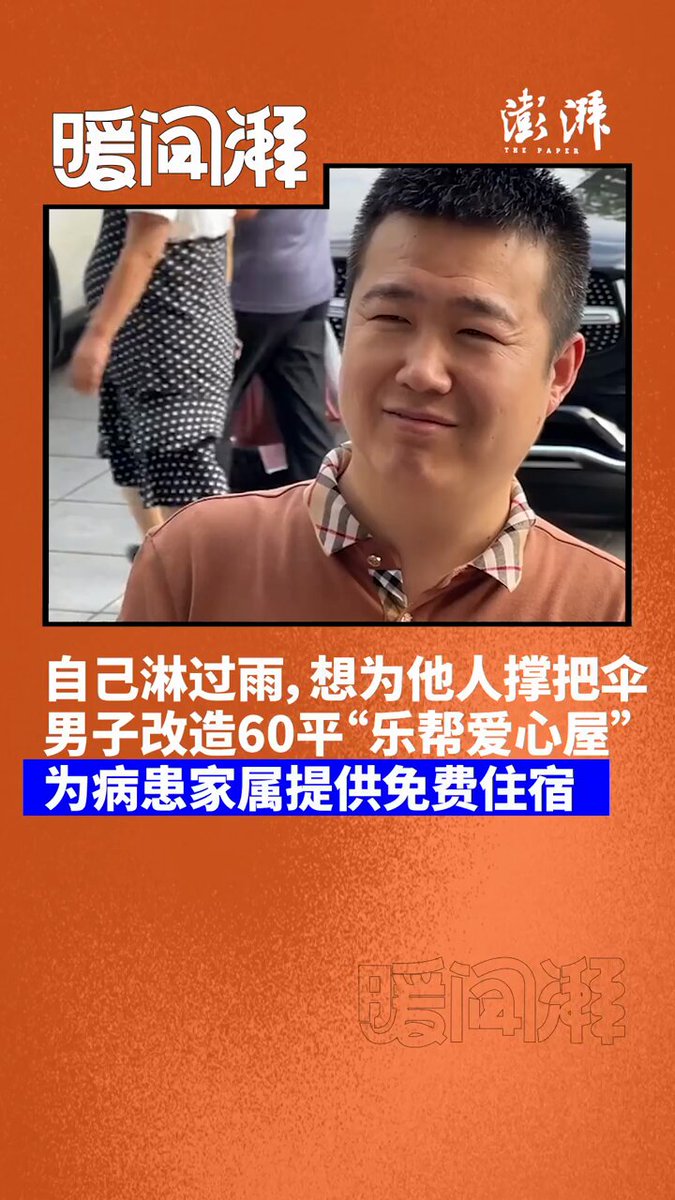 暖闻湃
澎湃
THE PAPER
自己淋过雨，想为他人撑把伞
男子改造60平“乐帮爱心屋”
为病患家属提供免费住宿
暖闻湃